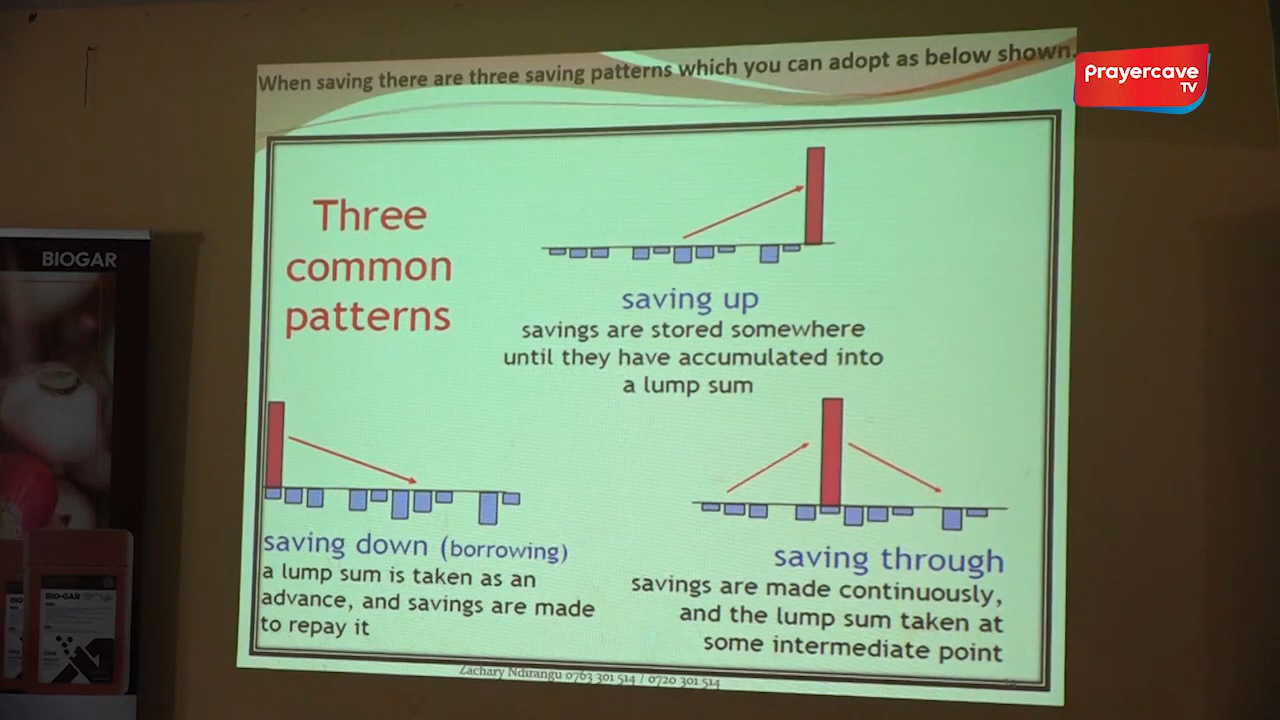 When saving there are three saving patterns which you can adopt as below shown.
Prayercave
TV
BIOGAR
Three
common
patterns
saving up
savings are stored somewhere
until they have accumulated into
a lump sum
saving down (borrowing)
a lump sum is taken as an
advance, and savings are made
to repay it
saving through
savings are made continuously,
and the lump sum taken at
some intermediate point
BIO-GAR
Zachary Ndirangu 0763 301 514 / 0720 301 514